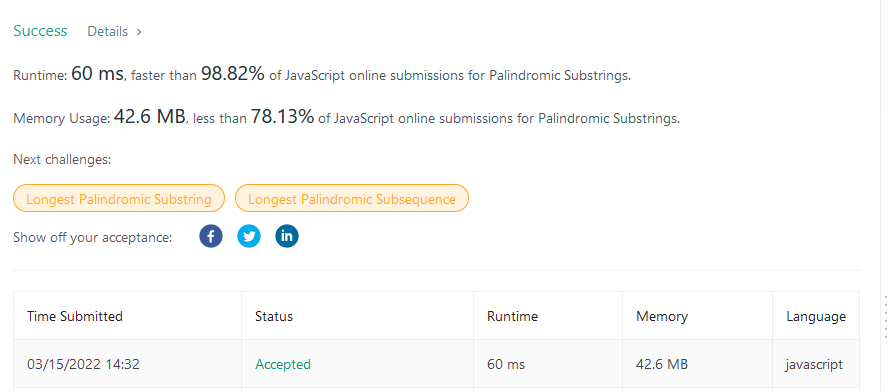 Success Details >
Runtime: 60 ms, faster than 98.82% of JavaScript online submissions for Palindromic Substrings.
Memory Usage: 42.6 MB, less than 78.13% of JavaScript online submissions for Palindromic Substrings.
Next challenges:
Longest Palindromic Substring Longest Palindromic Subsequence
Show off your acceptance: f in
Time Submitted Status Runtime Memory Language
03/15/2022 14:32 Accepted 60 ms 42.6 MB javascript